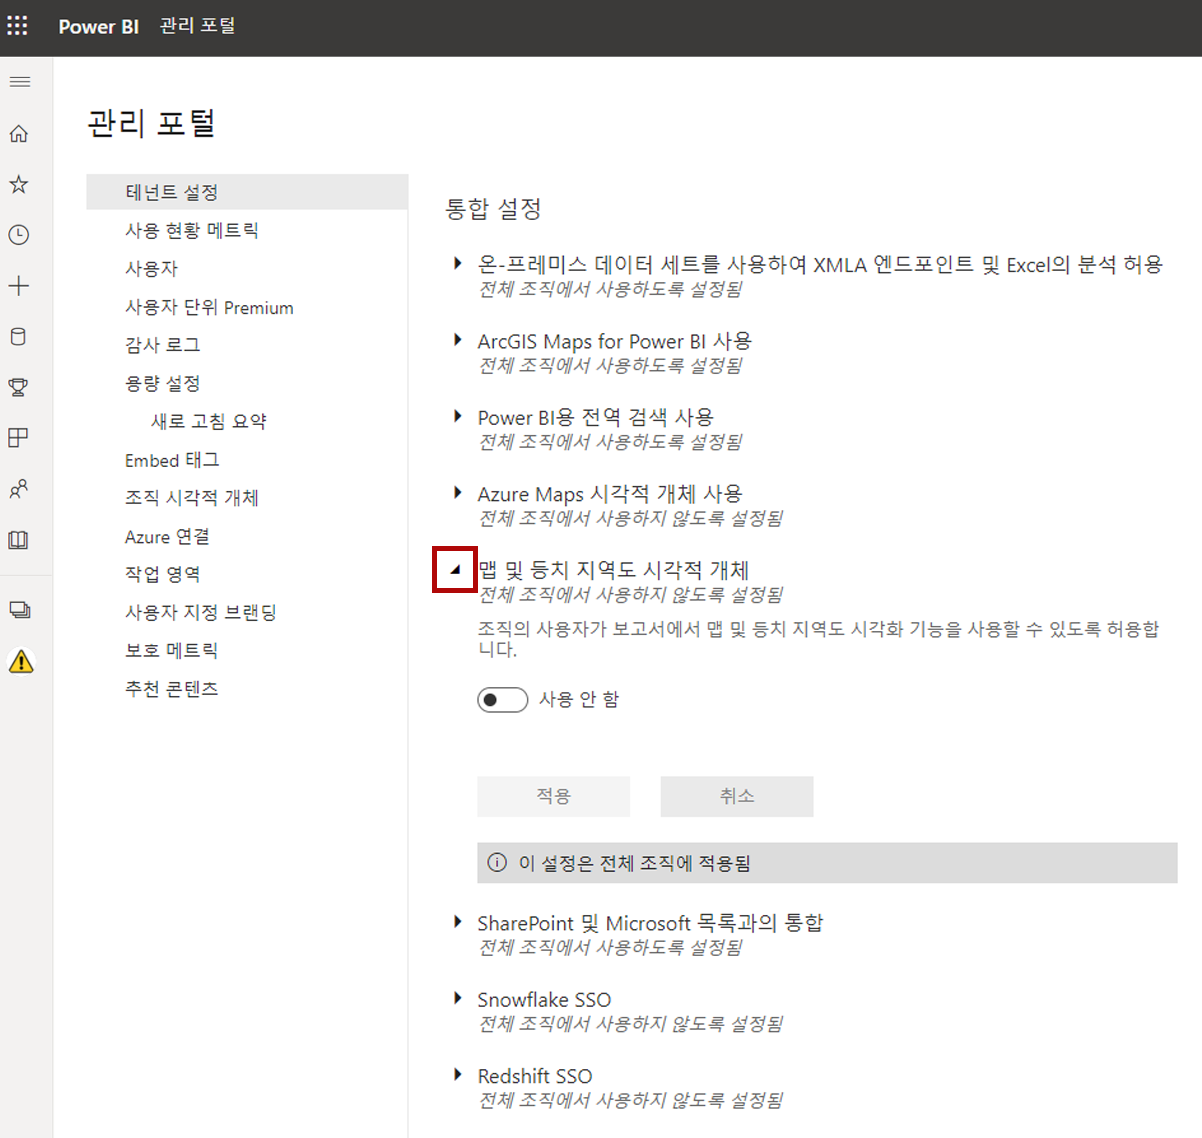 Power BI 관리 포털
관리 포털
테넌트 설정
사용 현황 메트릭
사용자
사용자 단위 Premium
감사 로그
용량 설정
새로 고침 요약
Embed 태그
조직 시각적 개체
Azure 연결
작업 영역
사용자 지정 브랜딩
보호 메트릭
추천 콘텐츠
통합 설정
온-프레미스 데이터 세트를 사용하여 XMLA 엔드포인트 및 Excel의 분석 허용
전체 조직에서 사용하도록 설정됨
ArcGIS Maps for Power BI 사용
전체 조직에서 사용하도록 설정됨
Power BI용 전역 검색 사용
전체 조직에서 사용하도록 설정됨
Azure Maps 시각적 개체 사용
전체 조직에서 사용하지 않도록 설정됨
맵 및 등치 지역도 시각적 개체
전체 조직에서 사용하지 않도록 설정됨
조직의 사용자가 보고서에서 맵 및 등치 지역도 시각화 기능을 사용할 수 있도록 허용합
니다.
사용 안 함
적용
취소
이 설정은 전체 조직에 적용됨
SharePoint 및 Microsoft 목록과의 통합
전체 조직에서 사용하도록 설정됨
Snowflake SSO
전체 조직에서 사용하지 않도록 설정됨
Redshift SSO
전체 조직에서 사용하지 않도록 설정됨